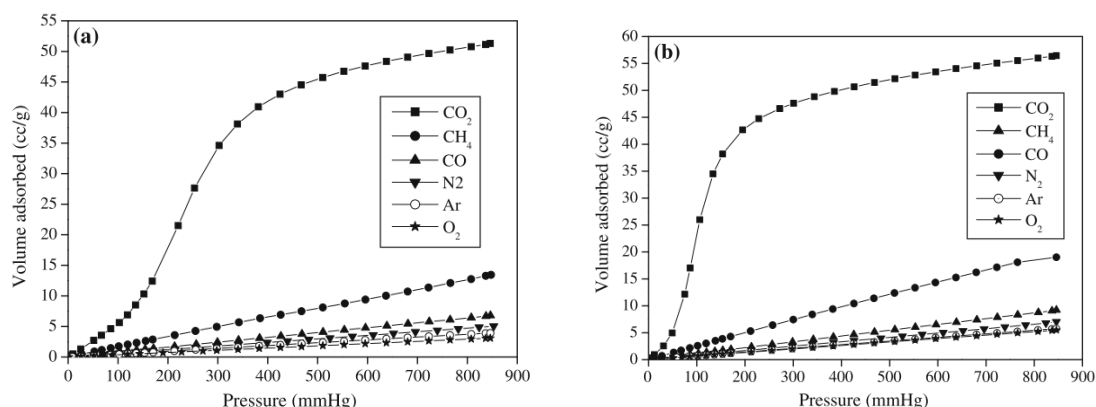 (a)
Volume adsorbed (cc/g)
55
50
45
40
35
30
25
20
15
10
5
0
CO₂
CH₄
CO
N2
Ar
O₂
0 100 200 300 400 500 600 700 800 900
Pressure (mmHg)
(b)
Volume adsorbed (cc/g)
60
55
50
45
40
35
30
25
20
15
10
5
0
CO₂
CH₄
CO
N₂
Ar
O₂
0 100 200 300 400 500 600 700 800 900
Pressure (mmHg)